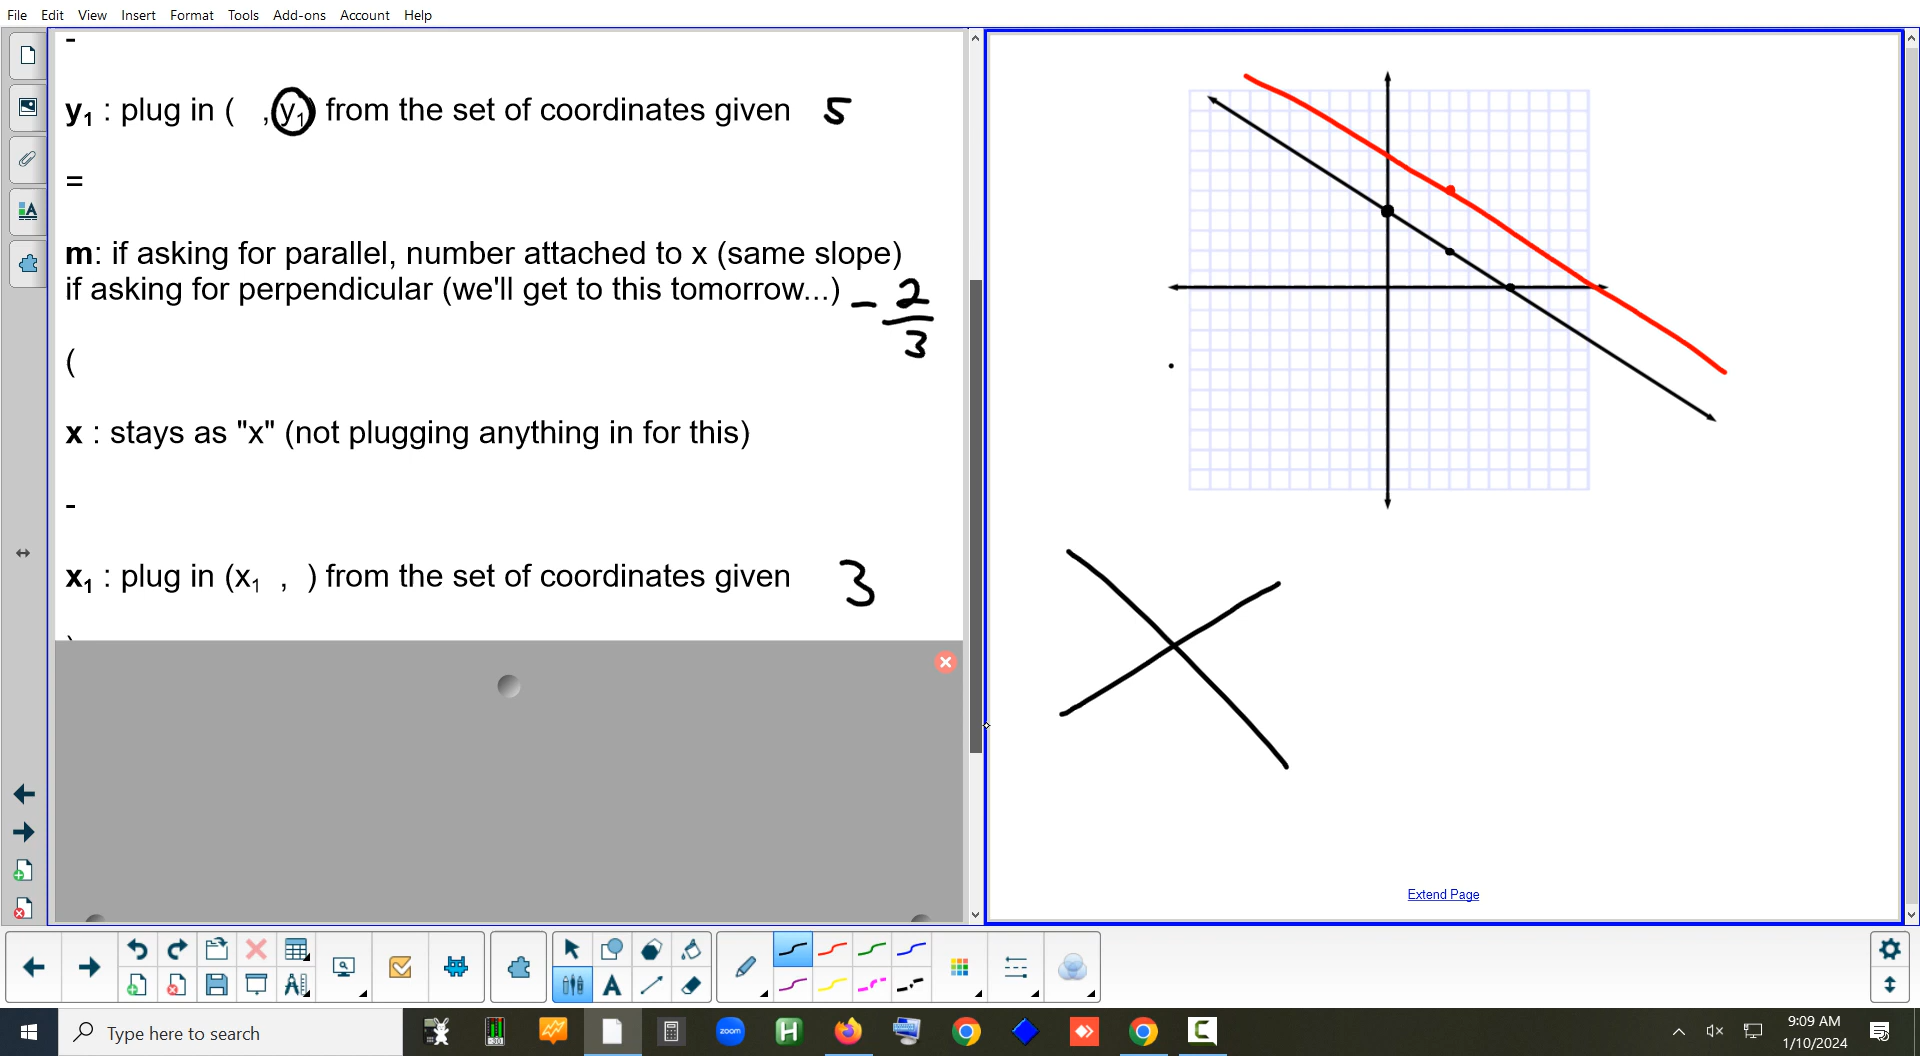 File Edit View Insert Format Tools Add-ons Account Help
-
y₁ : plug in ( , y₁) from the set of coordinates given 5
=
m: if asking for parallel, number attached to x (same slope)
if asking for perpendicular (we'll get to this tomorrow...) - 2/3
(
x : stays as "x" (not plugging anything in for this)
-
x₁ : plug in (x₁ , ) from the set of coordinates given 3
Extend Page
Type here to search
zoom
9:09 AM
1/10/2024